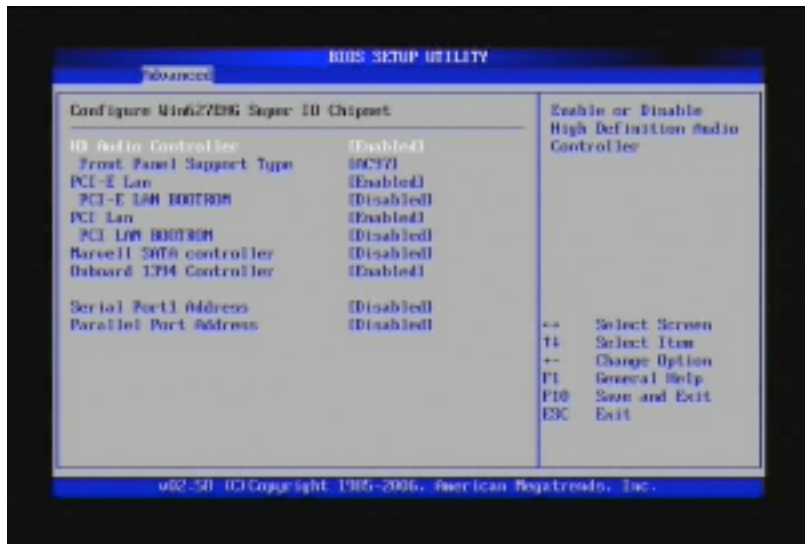 BIOS SETUP UTILITY
Advanced
Configure Win627EHG Super IO Chipset
HD Audio Controller [Enabled]
Front Panel Support Type [AC97]
PCI-E Lan [Enabled]
PCI-E LAN BOOTROM [Disabled]
PCI Lan [Enabled]
PCI LAN BOOTROM [Disabled]
Marvell SATA controller [Disabled]
Onboard 1394 Controller [Enabled]
Serial Port1 Address [Disabled]
Parallel Port Address [Disabled]
Enable or Disable
High Definition Audio
Controller
←→ Select Screen
↑↓ Select Item
+- Change Option
F1 General Help
F10 Save and Exit
ESC Exit
v02.58 (C)Copyright 1985-2006, American Megatrends, Inc.